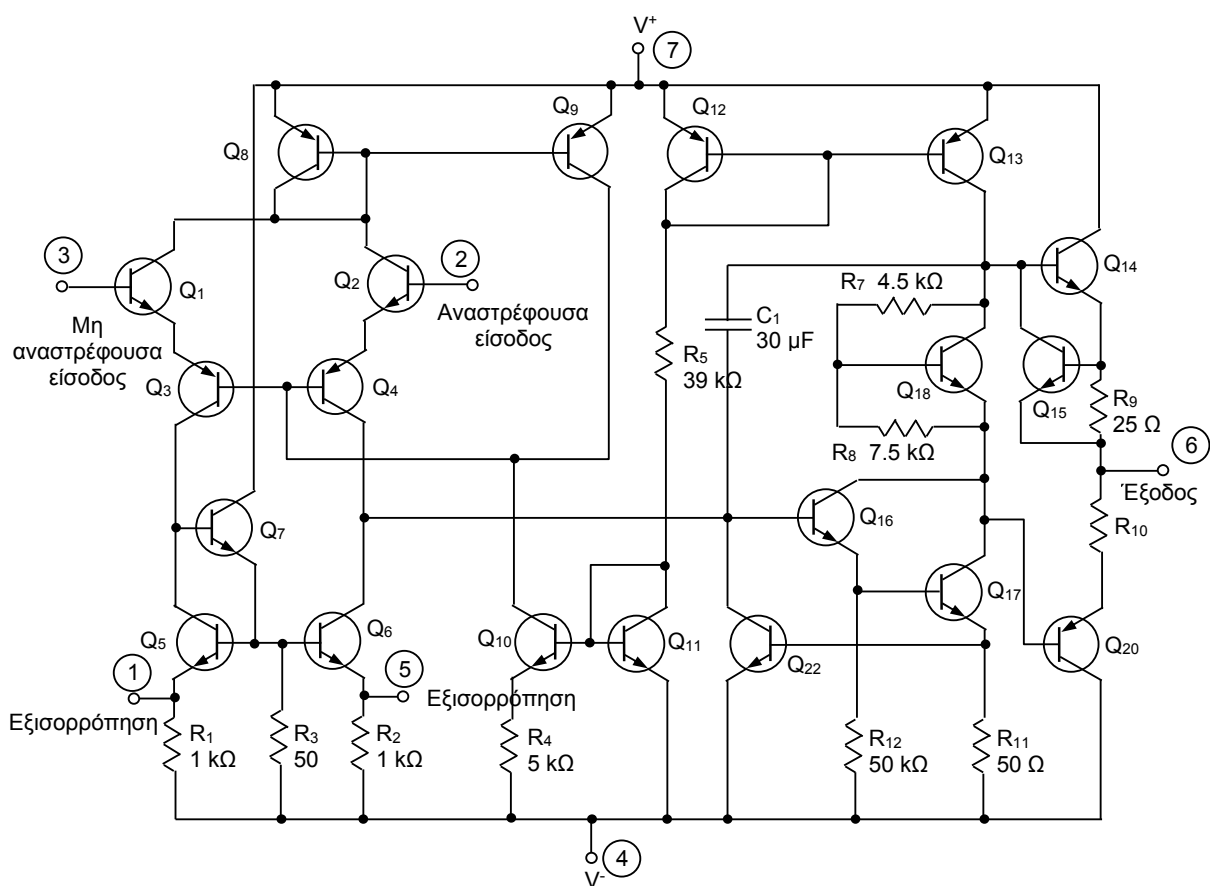 V+
7
Q9
Q12
Q8
Q13
3
2
Q14
Q1
Q2
R7 4.5 kΩ
Μη
αναστρέφουσα
είσοδος
Αναστρέφουσα
είσοδος
C1
30 μF
R5
39 kΩ
Q3
Q4
Q18
Q15
R9
25 Ω
R8 7.5 kΩ
6
Έξοδος
Q7
Q16
R10
Q17
Q5
Q6
Q10
Q11
Q22
Q20
1
5
Εξισορρόπηση
Εξισορρόπηση
R1
1 kΩ
R3
50
R2
1 kΩ
R4
5 kΩ
R12
50 kΩ
R11
50 Ω
4
V-